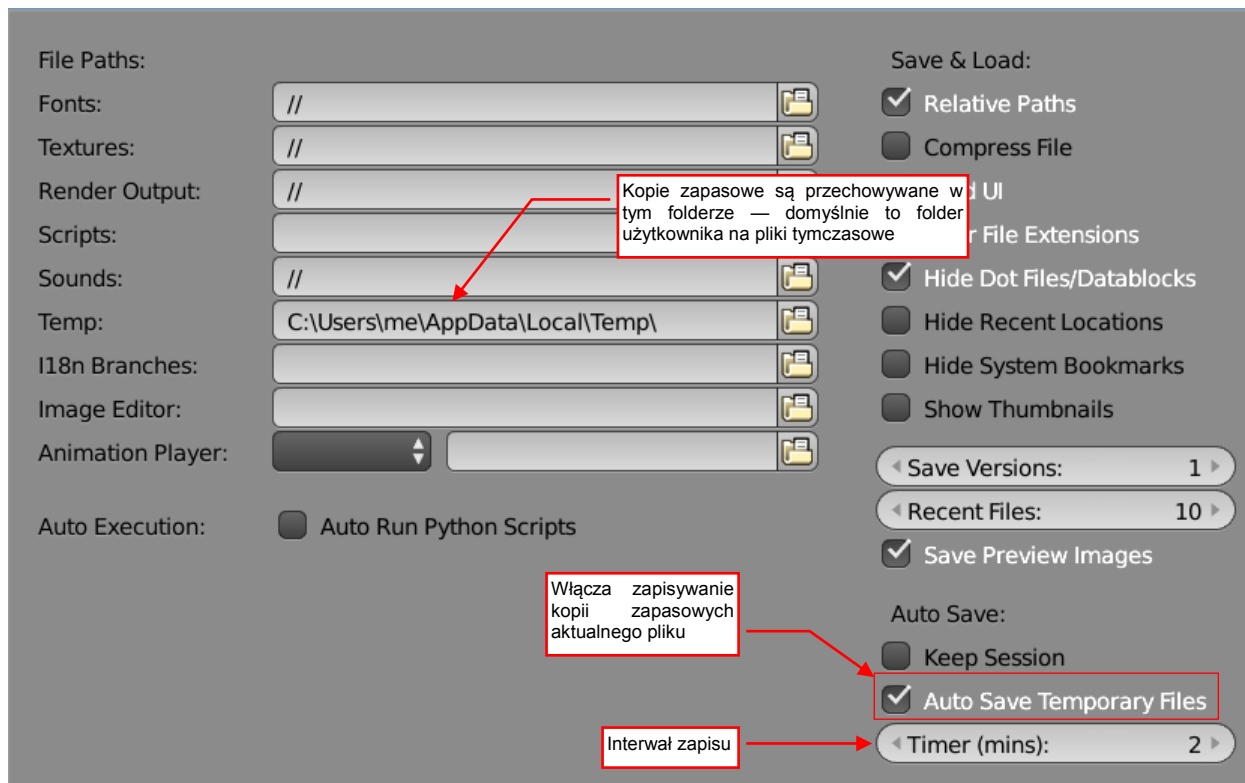 File Paths:
Fonts: //
Textures: //
Render Output: //
Scripts:
Sounds: //
Temp: C:\Users\me\AppData\Local\Temp\
I18n Branches:
Image Editor:
Animation Player:
Auto Execution: Auto Run Python Scripts
Kopie zapasowe są przechowywane w
tym folderze — domyślnie to folder
użytkownika na pliki tymczasowe
Włącza zapisywanie
kopii zapasowych
aktualnego pliku
Interwał zapisu
Save & Load:
Relative Paths
Compress File
UI
File Extensions
Hide Dot Files/Datablocks
Hide Recent Locations
Hide System Bookmarks
Show Thumbnails
Save Versions: 1
Recent Files: 10
Save Preview Images
Auto Save:
Keep Session
Auto Save Temporary Files
Timer (mins): 2